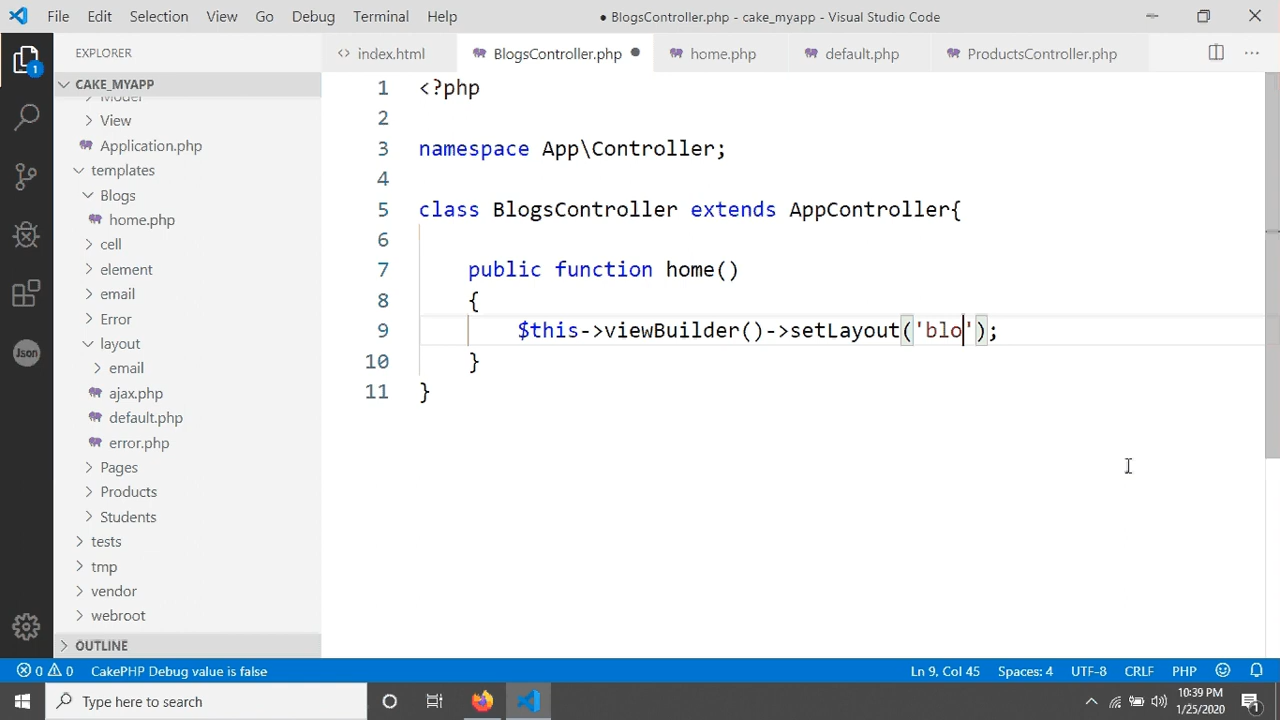 File Edit Selection View Go Debug Terminal Help ● BlogsController.php - cake_myapp - Visual Studio Code
EXPLORER
index.html BlogsController.php ● home.php default.php ProductsController.php
CAKE_MYAPP
Model
View
Application.php
templates
Blogs
home.php
cell
element
email
Error
layout
email
ajax.php
default.php
error.php
Pages
Products
Students
tests
tmp
vendor
webroot
OUTLINE
1 <?php
2
3 namespace App\Controller;
4
5 class BlogsController extends AppController{
6
7 public function home()
8 {
9 $this->viewBuilder()->setLayout('blo');
10 }
11 }
1
Json
0 0 CakePHP Debug value is false Ln 9, Col 45 Spaces: 4 UTF-8 CRLF PHP
Type here to search
10:39 PM
1/25/2020
1